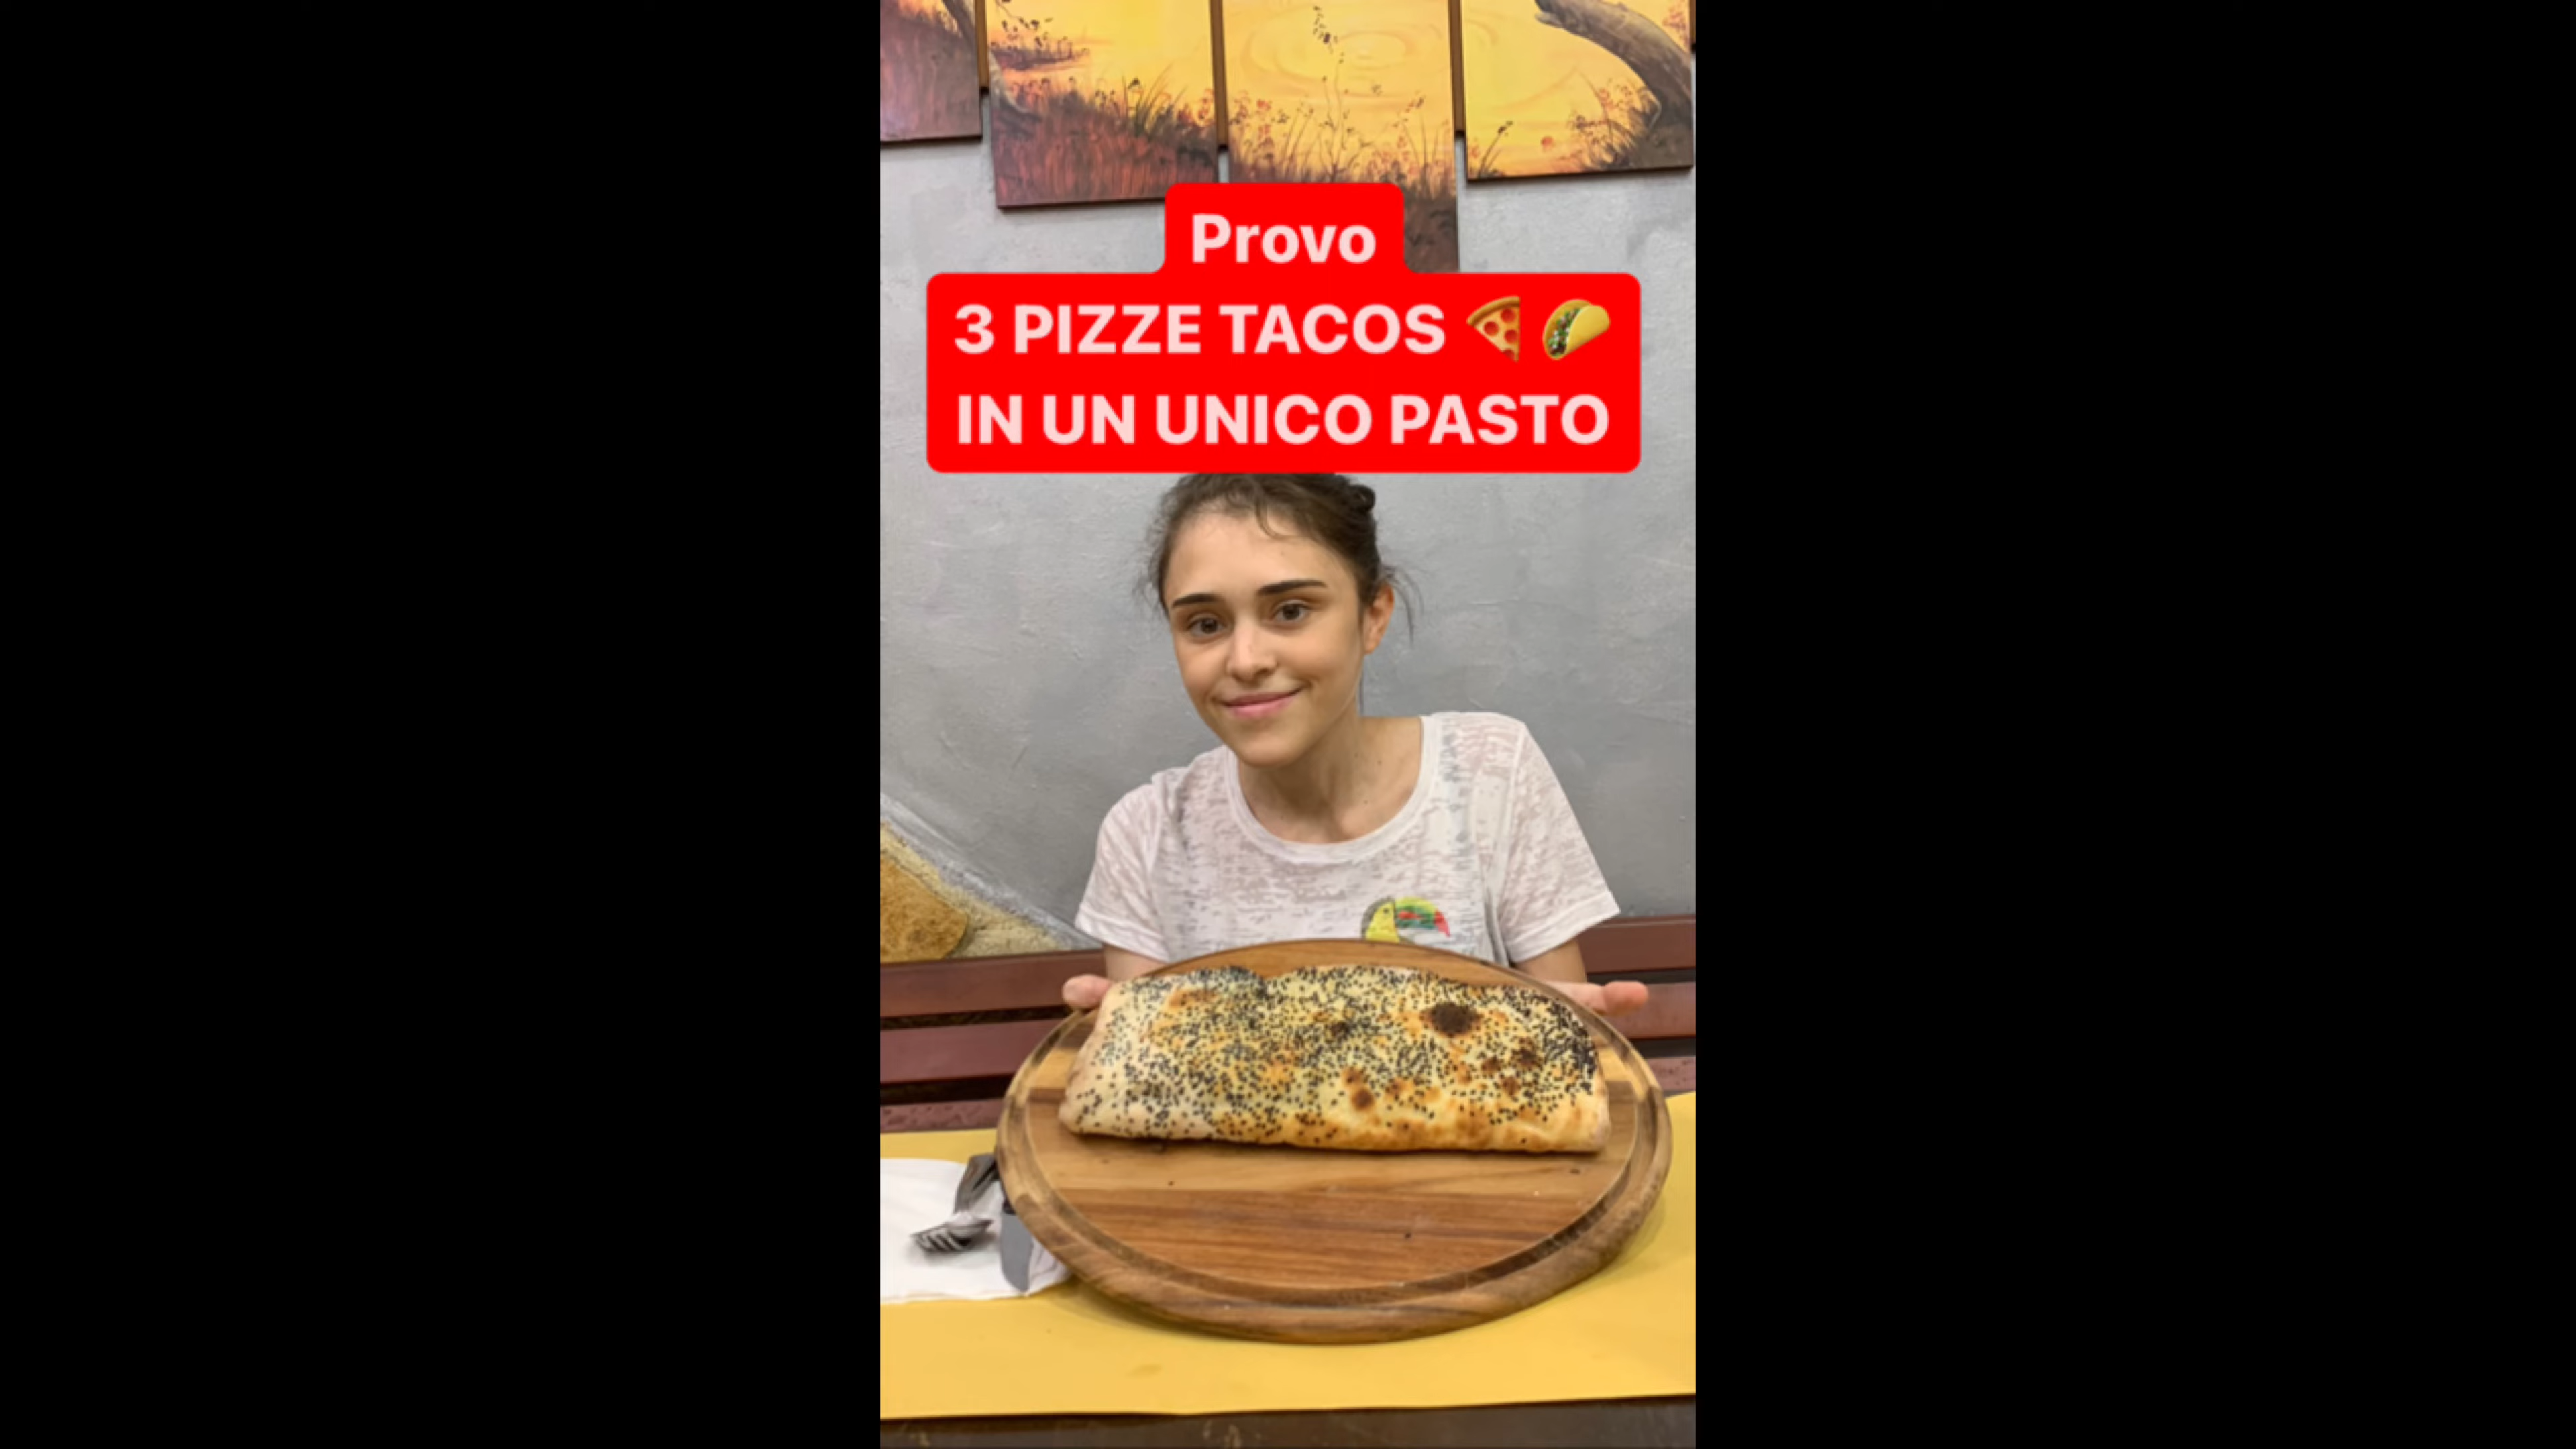 Provo
3 PIZZE TACOS 🍕🌮
IN UN UNICO PASTO